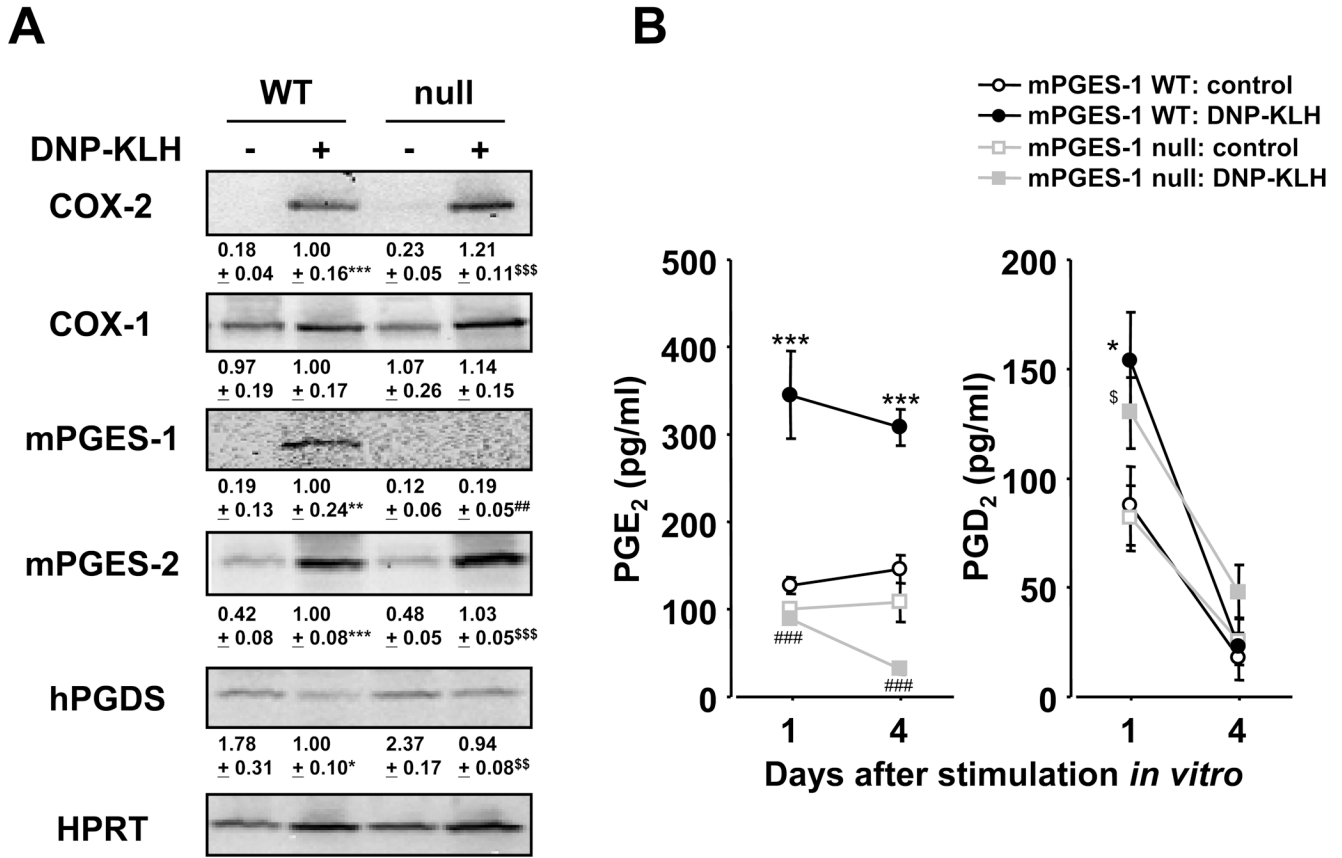 A
WT null
DNP-KLH - + - +
COX-2
0.18 1.00 0.23 1.21
± 0.04 ± 0.16*** ± 0.05 ± 0.11$$$
COX-1
0.97 1.00 1.07 1.14
± 0.19 ± 0.17 ± 0.26 ± 0.15
mPGES-1
0.19 1.00 0.12 0.19
± 0.13 ± 0.24** ± 0.06 ± 0.05##
mPGES-2
0.42 1.00 0.48 1.03
± 0.08 ± 0.08*** ± 0.05 ± 0.05$$$
hPGDS
1.78 1.00 2.37 0.94
± 0.31 ± 0.10* ± 0.17 ± 0.08$$
HPRT
B
mPGES-1 WT: control
mPGES-1 WT: DNP-KLH
mPGES-1 null: control
mPGES-1 null: DNP-KLH
PGE2 (pg/ml)
500
400
300
200
100
0
***
***
###
###
1 4
PGD2 (pg/ml)
200
150
100
50
0
*
$
1 4
Days after stimulation in vitro